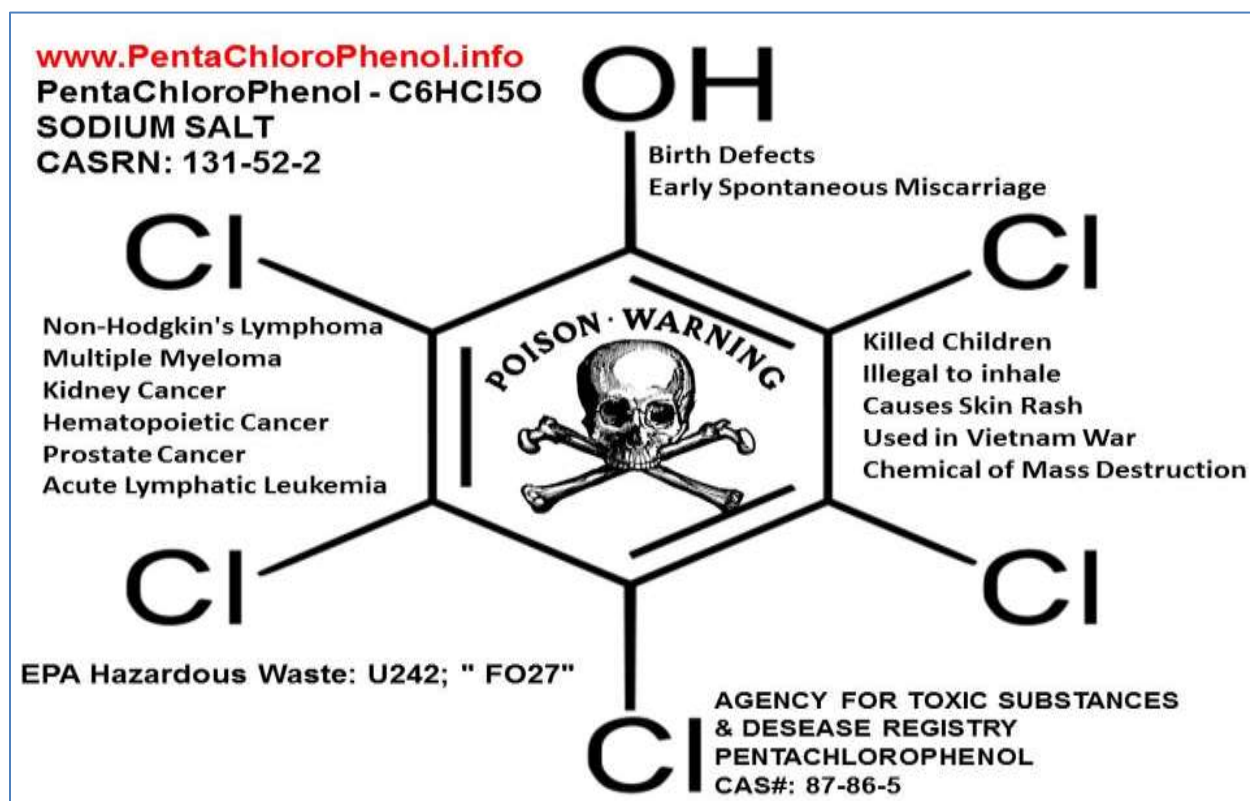 www.PentaChloroPhenol.info
PentaChloroPhenol - C6HCl5O
SODIUM SALT
CASRN: 131-52-2
OH
Birth Defects
Early Spontaneous Miscarriage
Cl
Cl
Non-Hodgkin's Lymphoma
Multiple Myeloma
Kidney Cancer
Hematopoietic Cancer
Prostate Cancer
Acute Lymphatic Leukemia
POISON · WARNING
Killed Children
Illegal to inhale
Causes Skin Rash
Used in Vietnam War
Chemical of Mass Destruction
Cl
Cl
EPA Hazardous Waste: U242; " FO27"
Cl
AGENCY FOR TOXIC SUBSTANCES
& DESEASE REGISTRY
PENTACHLOROPHENOL
CAS#: 87-86-5